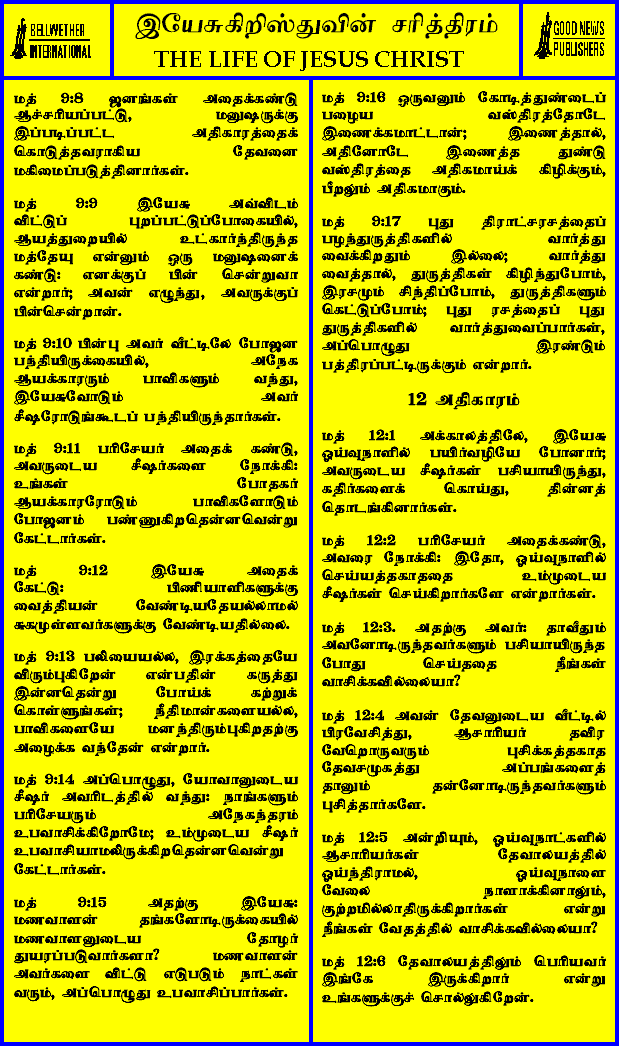 BELLWETHER
INTERNATIONAL
இயேசுகிறிஸ்துவின் சரித்திரம்
THE LIFE OF JESUS CHRIST
GOOD NEWS
PUBLISHERS
மத் 9:8 ஜனங்கள் அதைக்கண்டு
ஆச்சரியப்பட்டு, மனுஷருக்கு
இப்படிப்பட்ட அதிகாரத்தைக்
கொடுத்தவராகிய தேவனை
மகிமைப்படுத்தினார்கள்.
மத் 9:9 இயேசு அவ்விடம்
விட்டுப் புறப்பட்டுப்போகையில்,
ஆயத்துறையில் உட்கார்ந்திருந்த
மத்தேயு என்னும் ஒரு மனுஷனைக்
கண்டு: எனக்குப் பின் சென்றுவா
என்றார்; அவன் எழுந்து, அவருக்குப்
பின்சென்றான்.
மத் 9:10 பின்பு அவர் வீட்டிலே போஜன
பந்தியிருக்கையில், அநேக
ஆயக்காரரும் பாவிகளும் வந்து,
இயேசுவோடும் அவர்
சீஷரோடுங்கூடப் பந்தியிருந்தார்கள்.
மத் 9:11 பரிசேயர் அதைக் கண்டு,
அவருடைய சீஷர்களை நோக்கி:
உங்கள் போதகர்
ஆயக்காரரோடும் பாவிகளோடும்
போஜனம் பண்ணுகிறதென்னவென்று
கேட்டார்கள்.
மத் 9:12 இயேசு அதைக்
கேட்டு: பிணியாளிகளுக்கு
வைத்தியன் வேண்டியதேயல்லாமல்
சுகமுள்ளவர்களுக்கு வேண்டியதில்லை.
மத் 9:13 பலியையல்ல, இரக்கத்தையே
விரும்புகிறேன் என்பதின் கருத்து
இன்னதென்று போய்க் கற்றுக்
கொள்ளுங்கள்; நீதிமான்களையல்ல,
பாவிகளையே மனந்திரும்புகிறதற்கு
அழைக்க வந்தேன் என்றார்.
மத் 9:14 அப்பொழுது, யோவானுடைய
சீஷர் அவரிடத்தில் வந்து: நாங்களும்
பரிசேயரும் அநேகந்தரம்
உபவாசிக்கிறோமே; உம்முடைய சீஷர்
உபவாசியாமலிருக்கிறதென்னவென்று
கேட்டார்கள்.
மத் 9:15 அதற்கு இயேசு:
மணவாளன் தங்களோடிருக்கையில்
மணவாளனுடைய தோழர்
துயரப்படுவார்களா? மணவாளன்
அவர்களை விட்டு எடுபடும் நாட்கள்
வரும், அப்பொழுது உபவாசிப்பார்கள்.
மத் 9:16 ஒருவனும் கோடித்துண்டைப்
பழைய வஸ்திரத்தோடே
இணைக்கமாட்டான்; இணைத்தால்,
அதினோடே இணைத்த துண்டு
வஸ்திரத்தை அதிகமாய்க் கிழிக்கும்,
பீறலும் அதிகமாகும்.
மத் 9:17 புது திராட்சரசத்தைப்
பழந்துருத்திகளில் வார்த்து
வைக்கிறதும் இல்லை; வார்த்து
வைத்தால், துருத்திகள் கிழிந்துபோம்,
இரசமும் சிந்திப்போம், துருத்திகளும்
கெட்டுப்போம்; புது ரசத்தைப் புது
துருத்திகளில் வார்த்துவைப்பார்கள்,
அப்பொழுது இரண்டும்
பத்திரப்பட்டிருக்கும் என்றார்.
12 அதிகாரம்
மத் 12:1 அக்காலத்திலே, இயேசு
ஓய்வுநாளில் பயிர்வழியே போனார்;
அவருடைய சீஷர்கள் பசியாயிருந்து,
கதிர்களைக் கொய்து, தின்னத்
தொடங்கினார்கள்.
மத் 12:2 பரிசேயர் அதைக்கண்டு,
அவரை நோக்கி: இதோ, ஓய்வுநாளில்
செய்யத்தகாததை உம்முடைய
சீஷர்கள் செய்கிறார்களே என்றார்கள்.
மத் 12:3. அதற்கு அவர்: தாவீதும்
அவனோடிருந்தவர்களும் பசியாயிருந்த
போது செய்ததை நீங்கள்
வாசிக்கவில்லையா?
மத் 12:4 அவன் தேவனுடைய வீட்டில்
பிரவேசித்து, ஆசாரியர் தவிர
வேறொருவரும் புசிக்கத்தகாத
தேவசமுகத்து அப்பங்களைத்
தானும் தன்னோடிருந்தவர்களும்
புசித்தார்களே.
மத் 12:5 அன்றியும், ஓய்வுநாட்களில்
ஆசாரியர்கள் தேவாலயத்தில்
ஓய்ந்திராமல், ஓய்வுநாளை
வேலை நாளாக்கினாலும்,
குற்றமில்லாதிருக்கிறார்கள் என்று
நீங்கள் வேதத்தில் வாசிக்கவில்லையா?
மத் 12:6 தேவாலயத்திலும் பெரியவர்
இங்கே இருக்கிறார் என்று
உங்களுக்குச் சொல்லுகிறேன்.